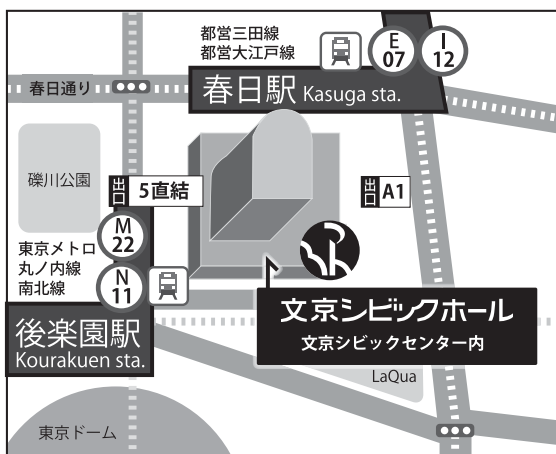 都営三田線
都営大江戸線
E
07
I
12
春日通り
春日駅 Kasuga sta.
礫川公園
出口
5直結
出口
A1
M
22
東京メトロ
丸ノ内線
南北線
N
11
文京シビックホール
文京シビックセンター内
後楽園駅
Kourakuen sta.
LaQua
東京ドーム